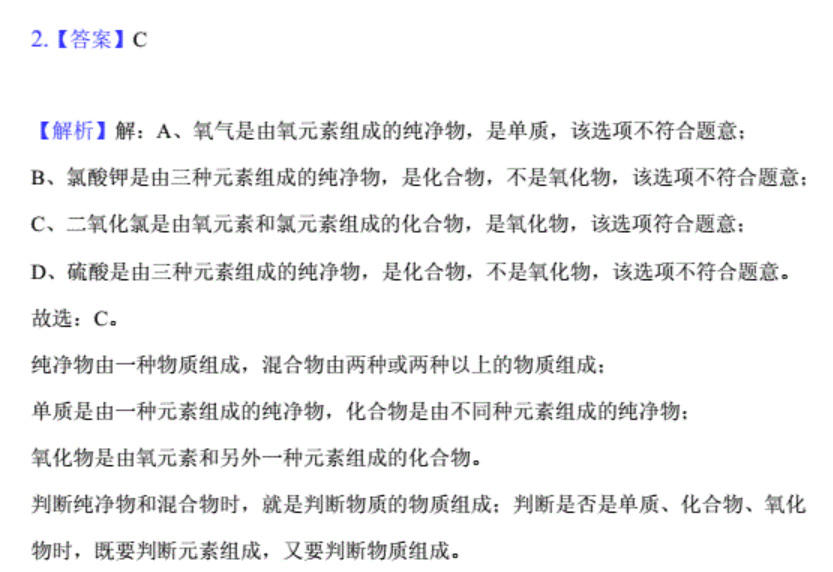 2.【答案】C
【解析】解：A、氧气是由氧元素组成的纯净物，是单质，该选项不符合题意；
B、氯酸钾是由三种元素组成的纯净物，是化合物，不是氧化物，该选项不符合题意；
C、二氧化氯是由氧元素和氯元素组成的化合物，是氧化物，该选项符合题意；
D、硫酸是由三种元素组成的纯净物，是化合物，不是氧化物，该选项不符合题意。
故选：C。
纯净物由一种物质组成，混合物由两种或两种以上的物质组成；
单质是由一种元素组成的纯净物，化合物是由不同种元素组成的纯净物；
氧化物是由氧元素和另外一种元素组成的化合物。
判断纯净物和混合物时，就是判断物质的物质组成；判断是否是单质、化合物、氧化
物时，既要判断元素组成，又要判断物质组成。